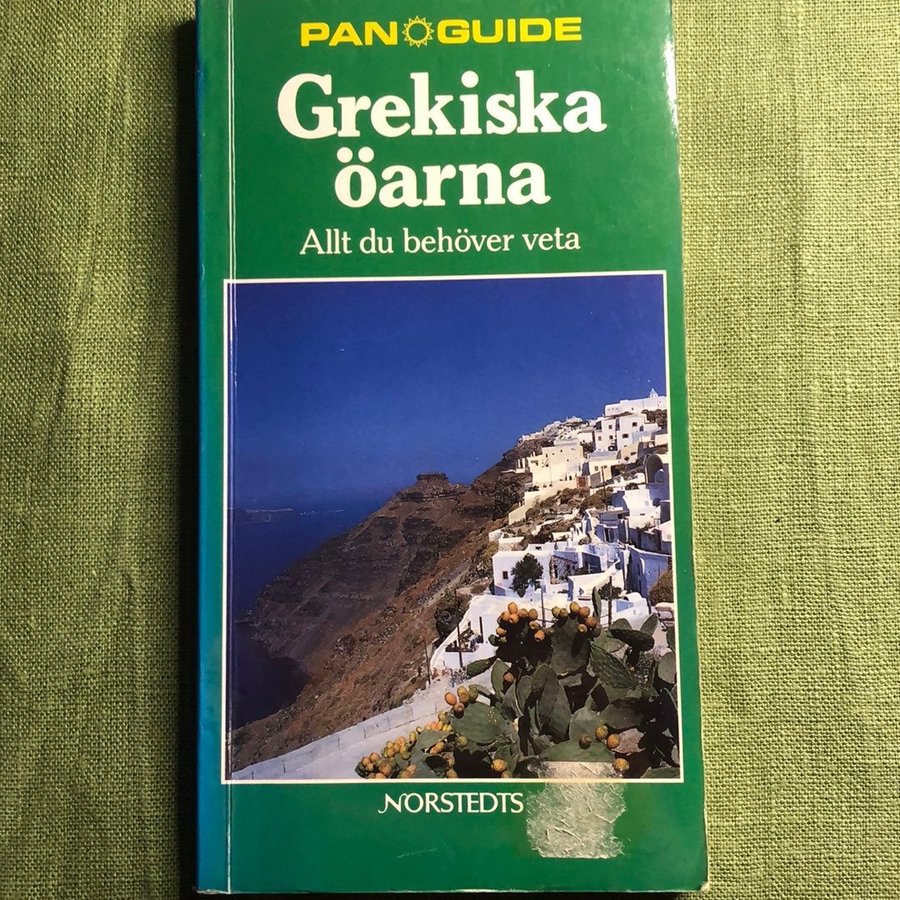 PAN GUIDE
Grekiska
öarna
Allt du behöver veta
NORSTEDTS